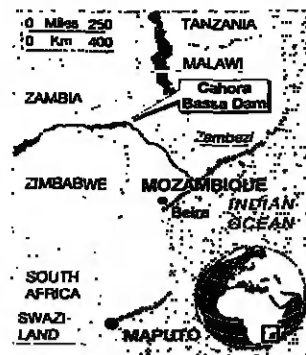 0 Miles 250
0 Km 400
TANZANIA
MALAWI
Cahora
Bassa Dam
ZAMBIA
Zambezi
ZIMBABWE
MOZAMBIQUE
Beira
INDIAN
OCEAN
SOUTH
AFRICA
SWAZI-
LAND
MAPUTO